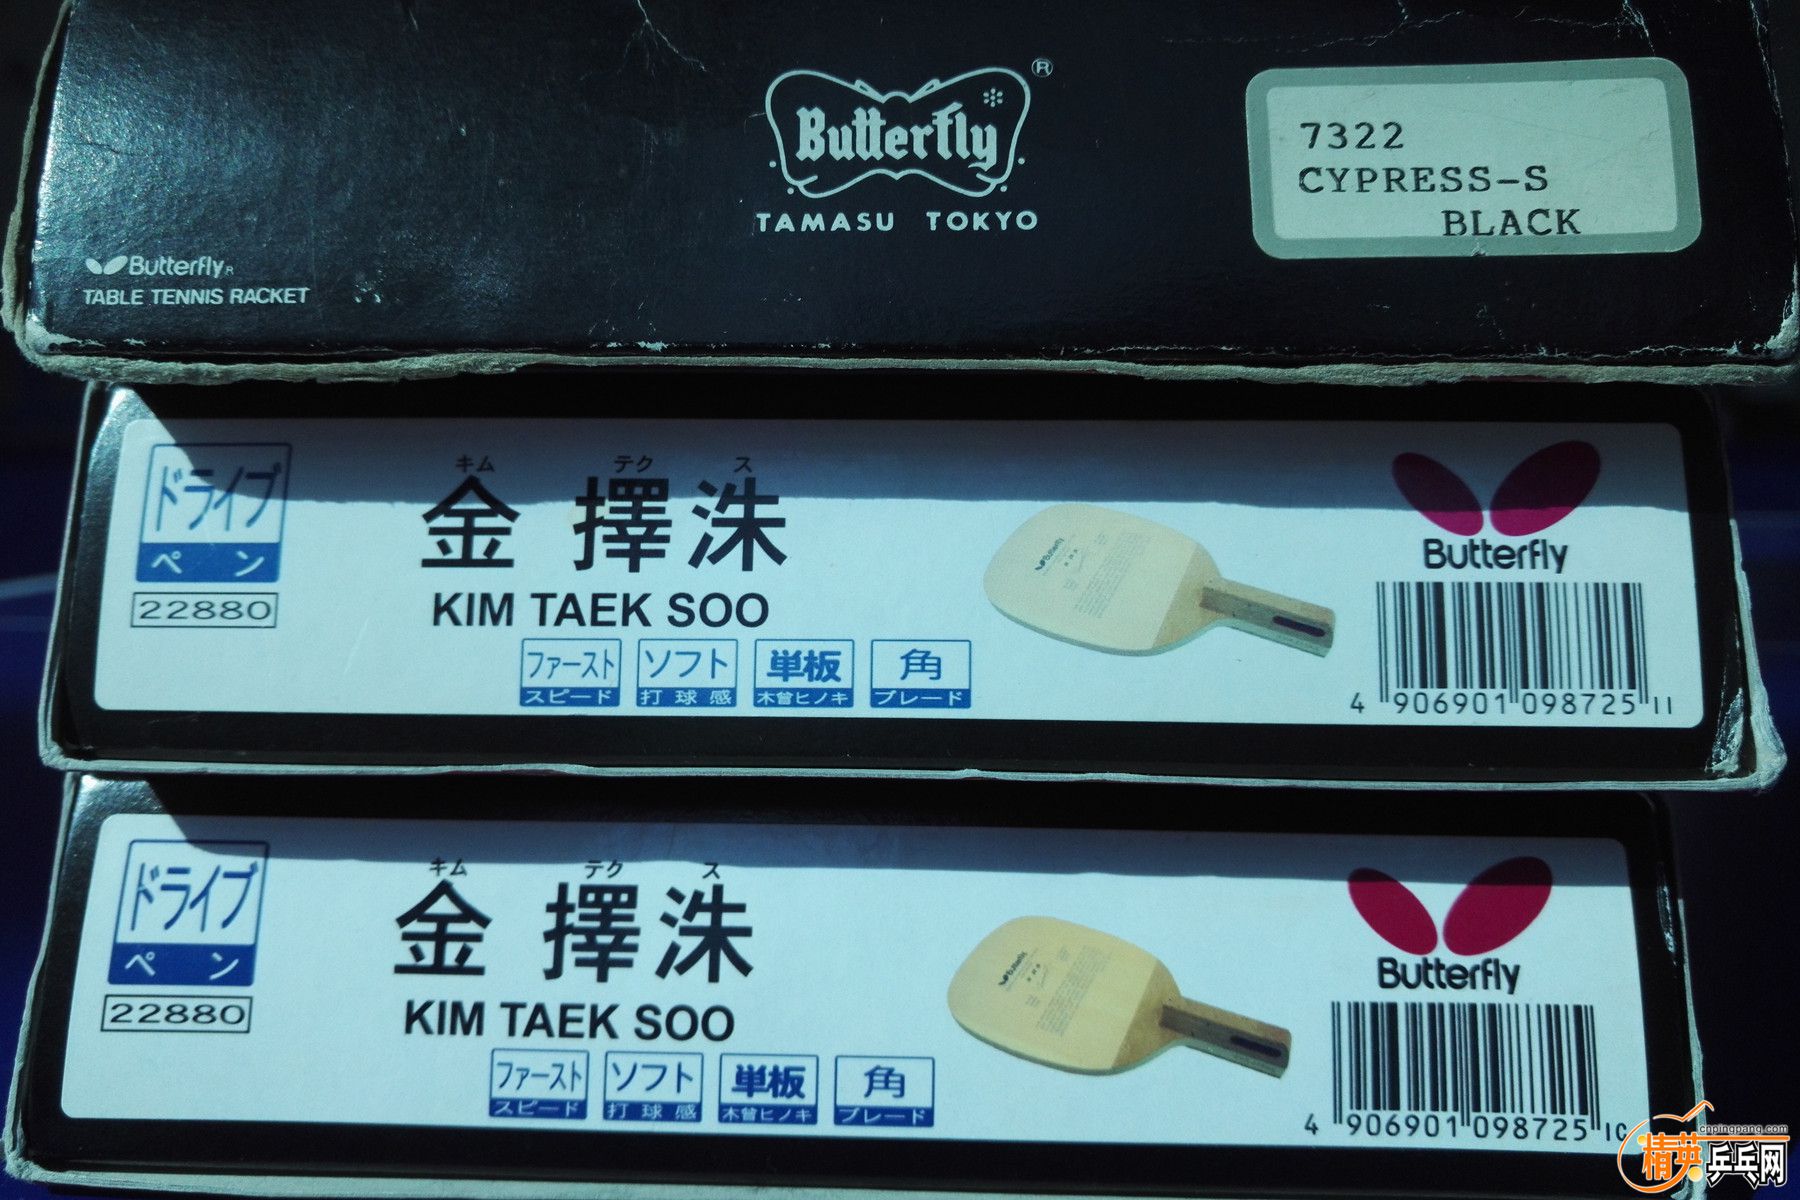 Butterfly ®
TAMASU TOKYO
7322
CYPRESS-S
BLACK
Butterfly R
TABLE TENNIS RACKET
ドライブ
ペン
22880
キム テク ス
金 擇 洙
KIM TAEK SOO
ファースト
スピード
ソフト
打球感
単板
木曽ヒノキ
角
ブレード
Butterfly
4 906901 098725 11
ドライブ
ペン
22880
キム テク ス
金 擇 洙
KIM TAEK SOO
ファースト
スピード
ソフト
打球感
単板
木曽ヒノキ
角
ブレード
Butterfly
4 906901 098725
cnpingpang.com
精英乒乓网